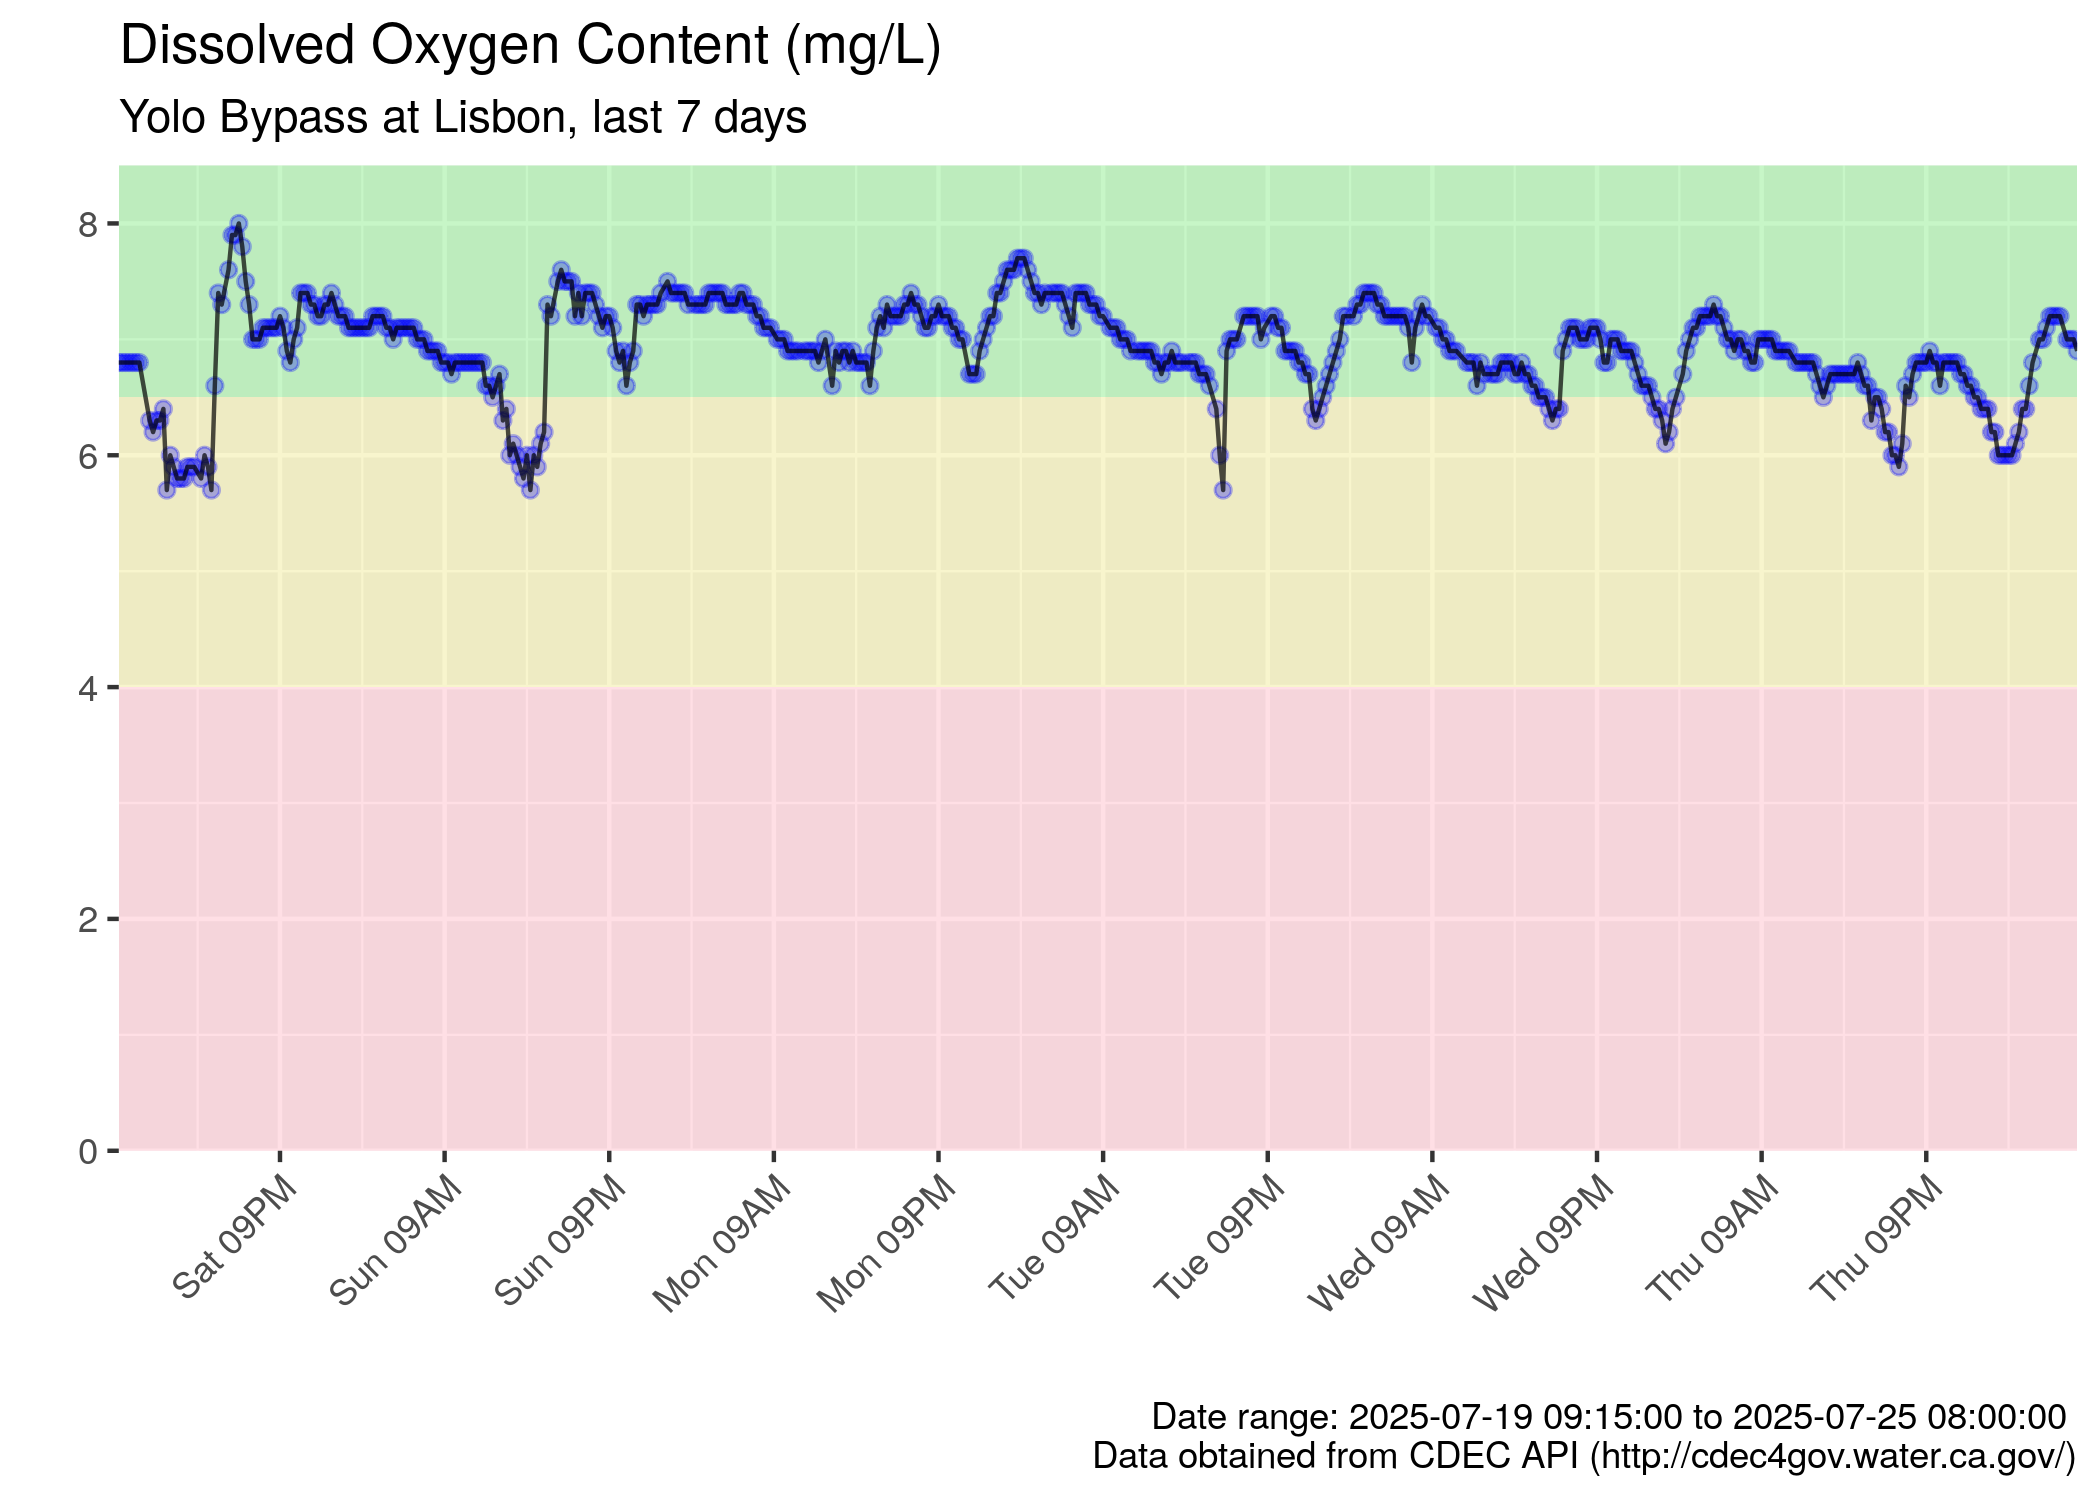 Dissolved Oxygen Content (mg/L)
Yolo Bypass at Lisbon, last 7 days
8
6
4
2
0
Sat 09PM
Sun 09AM
Sun 09PM
Mon 09AM
Mon 09PM
Tue 09AM
Tue 09PM
Wed 09AM
Wed 09PM
Thu 09AM
Thu 09PM
Date range: 2025-07-19 09:15:00 to 2025-07-25 08:00:00
Data obtained from CDEC API (http://cdec4gov.water.ca.gov/)